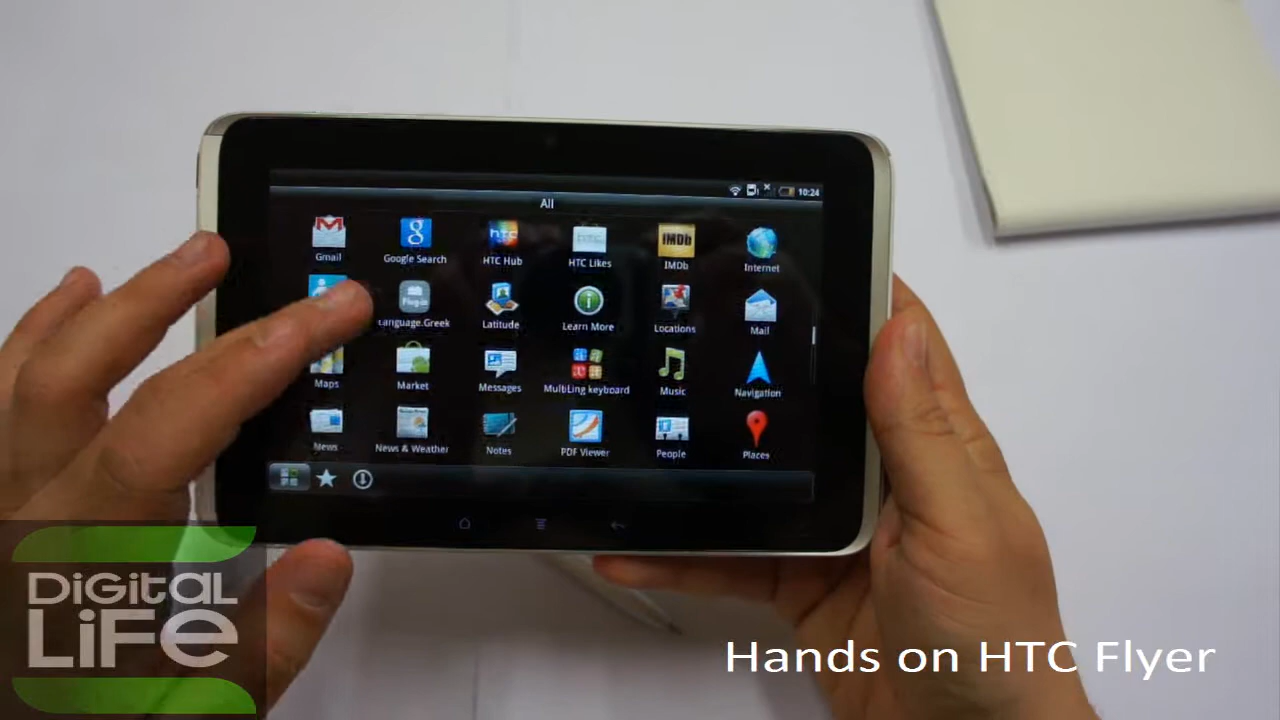 10:24
All
Gmail
Google Search
HTC Hub
HTC Likes
IMDb
Internet
Language.Greek
Latitude
Learn More
Locations
Mail
Maps
Market
Messages
MultiLing keyboard
Music
Navigation
News
News & Weather
Notes
PDF Viewer
People
Places
DiGitaL
LiFe
Hands on HTC Flyer